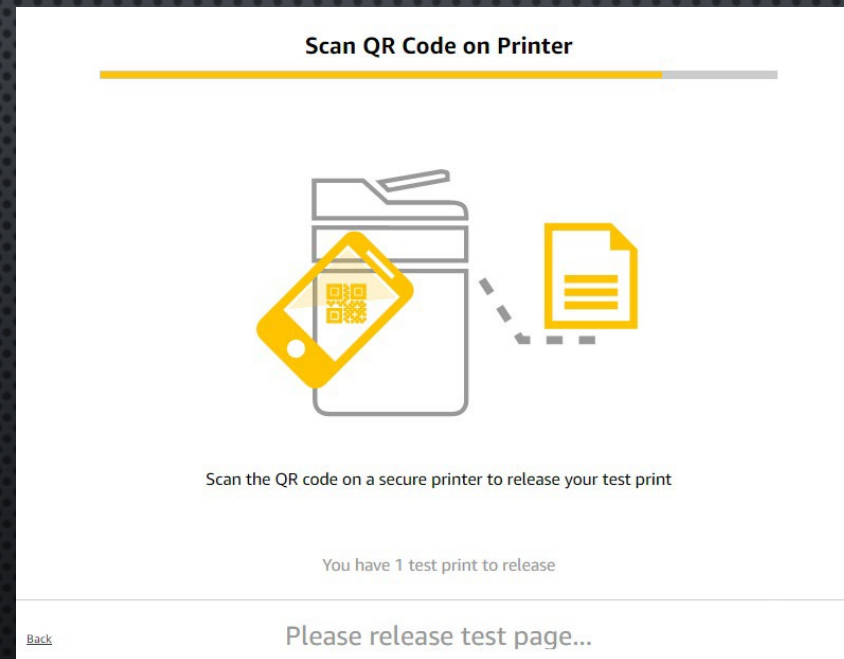 Scan QR Code on Printer
Scan the QR code on a secure printer to release your test print
You have 1 test print to release
Back
Please release test page...